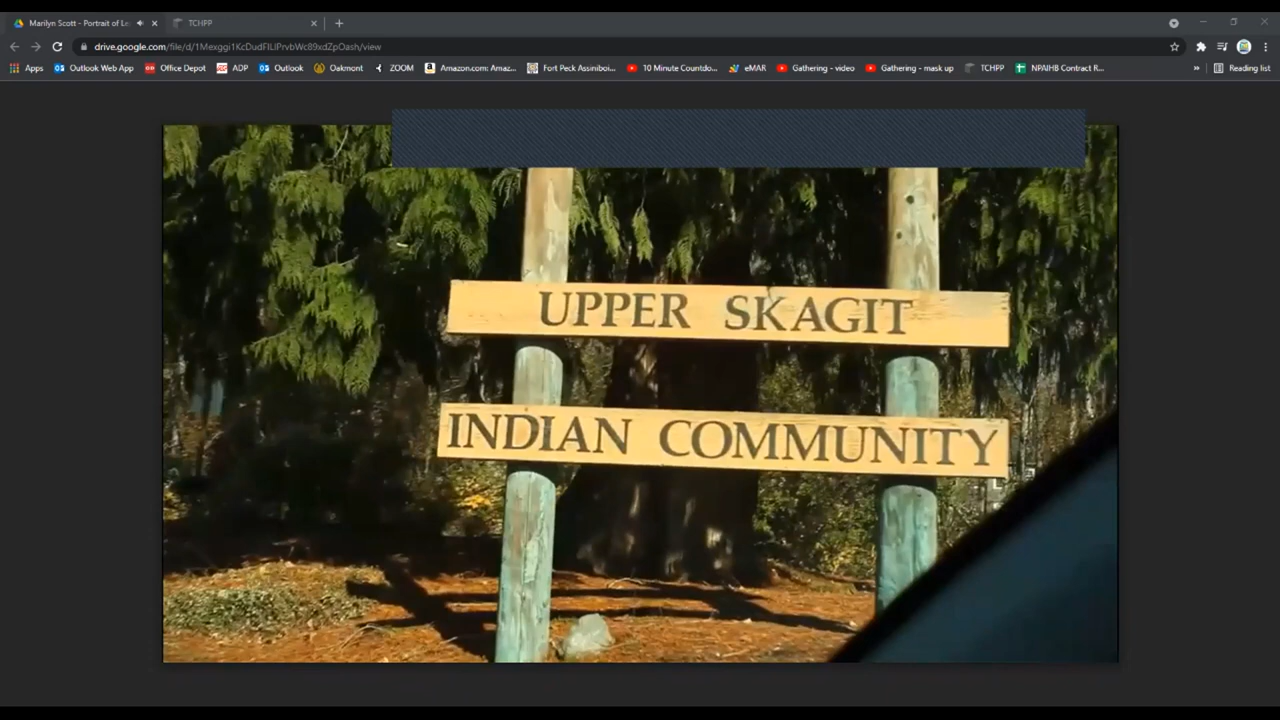 Marilyn Scott - Portrait of Le
TCHPP
drive.google.com/file/d/1Mexggi1KcDudFILIPrvbWc89xdZpOash/view
Apps
Outlook Web App
Office Depot
ADP
Outlook
Oakmont
ZOOM
Amazon.com: Amaz...
Fort Peck Assiniboi...
10 Minute Countdo...
eMAR
Gathering - video
Gathering - mask up
TCHPP
NPAIHB Contract R...
»
Reading list
UPPER SKAGIT
INDIAN COMMUNITY